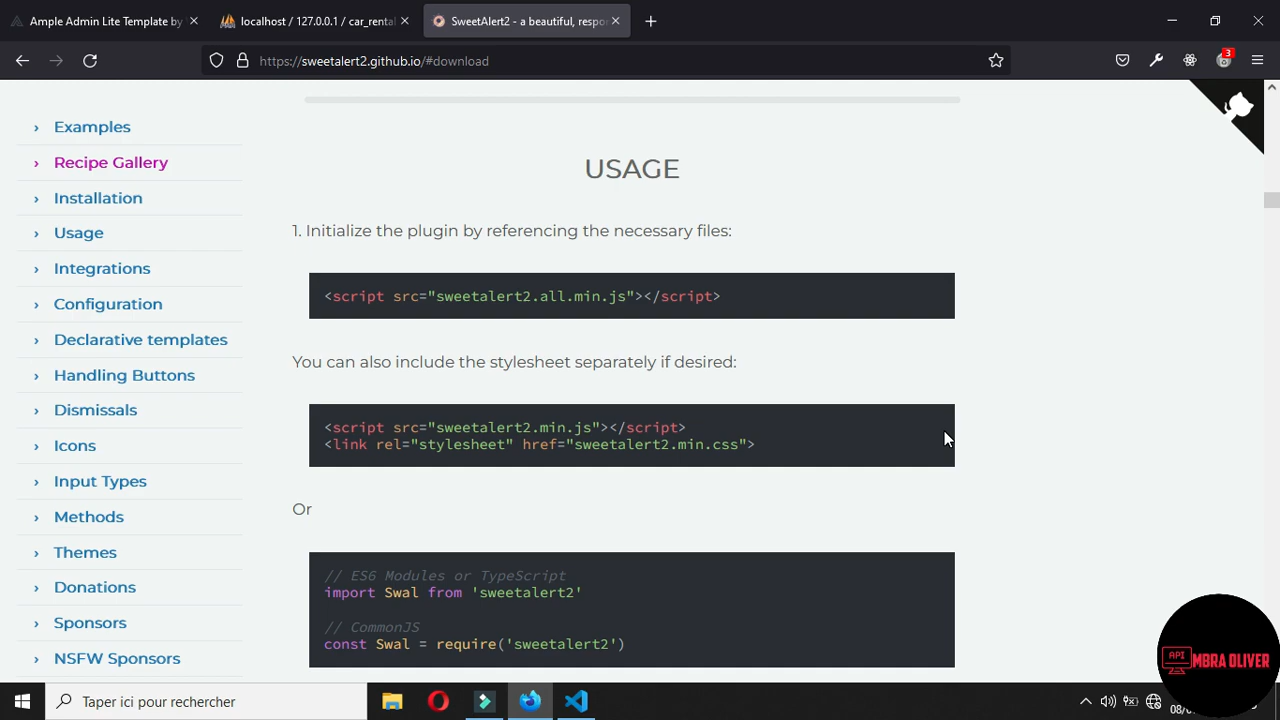 Ample Admin Lite Template by
localhost / 127.0.0.1 / car_rental
SweetAlert2 - a beautiful, respon
https://sweetalert2.github.io/#download
3
› Examples
› Recipe Gallery
› Installation
› Usage
› Integrations
› Configuration
› Declarative templates
› Handling Buttons
› Dismissals
› Icons
› Input Types
› Methods
› Themes
› Donations
› Sponsors
› NSFW Sponsors
USAGE
1. Initialize the plugin by referencing the necessary files:
<script src="sweetalert2.all.min.js"></script>
You can also include the stylesheet separately if desired:
<script src="sweetalert2.min.js"></script>
<link rel="stylesheet" href="sweetalert2.min.css">
Or
// ES6 Modules or TypeScript
import Swal from 'sweetalert2'
// CommonJS
const Swal = require('sweetalert2')
API
MBRA OLIVER
Taper ici pour rechercher